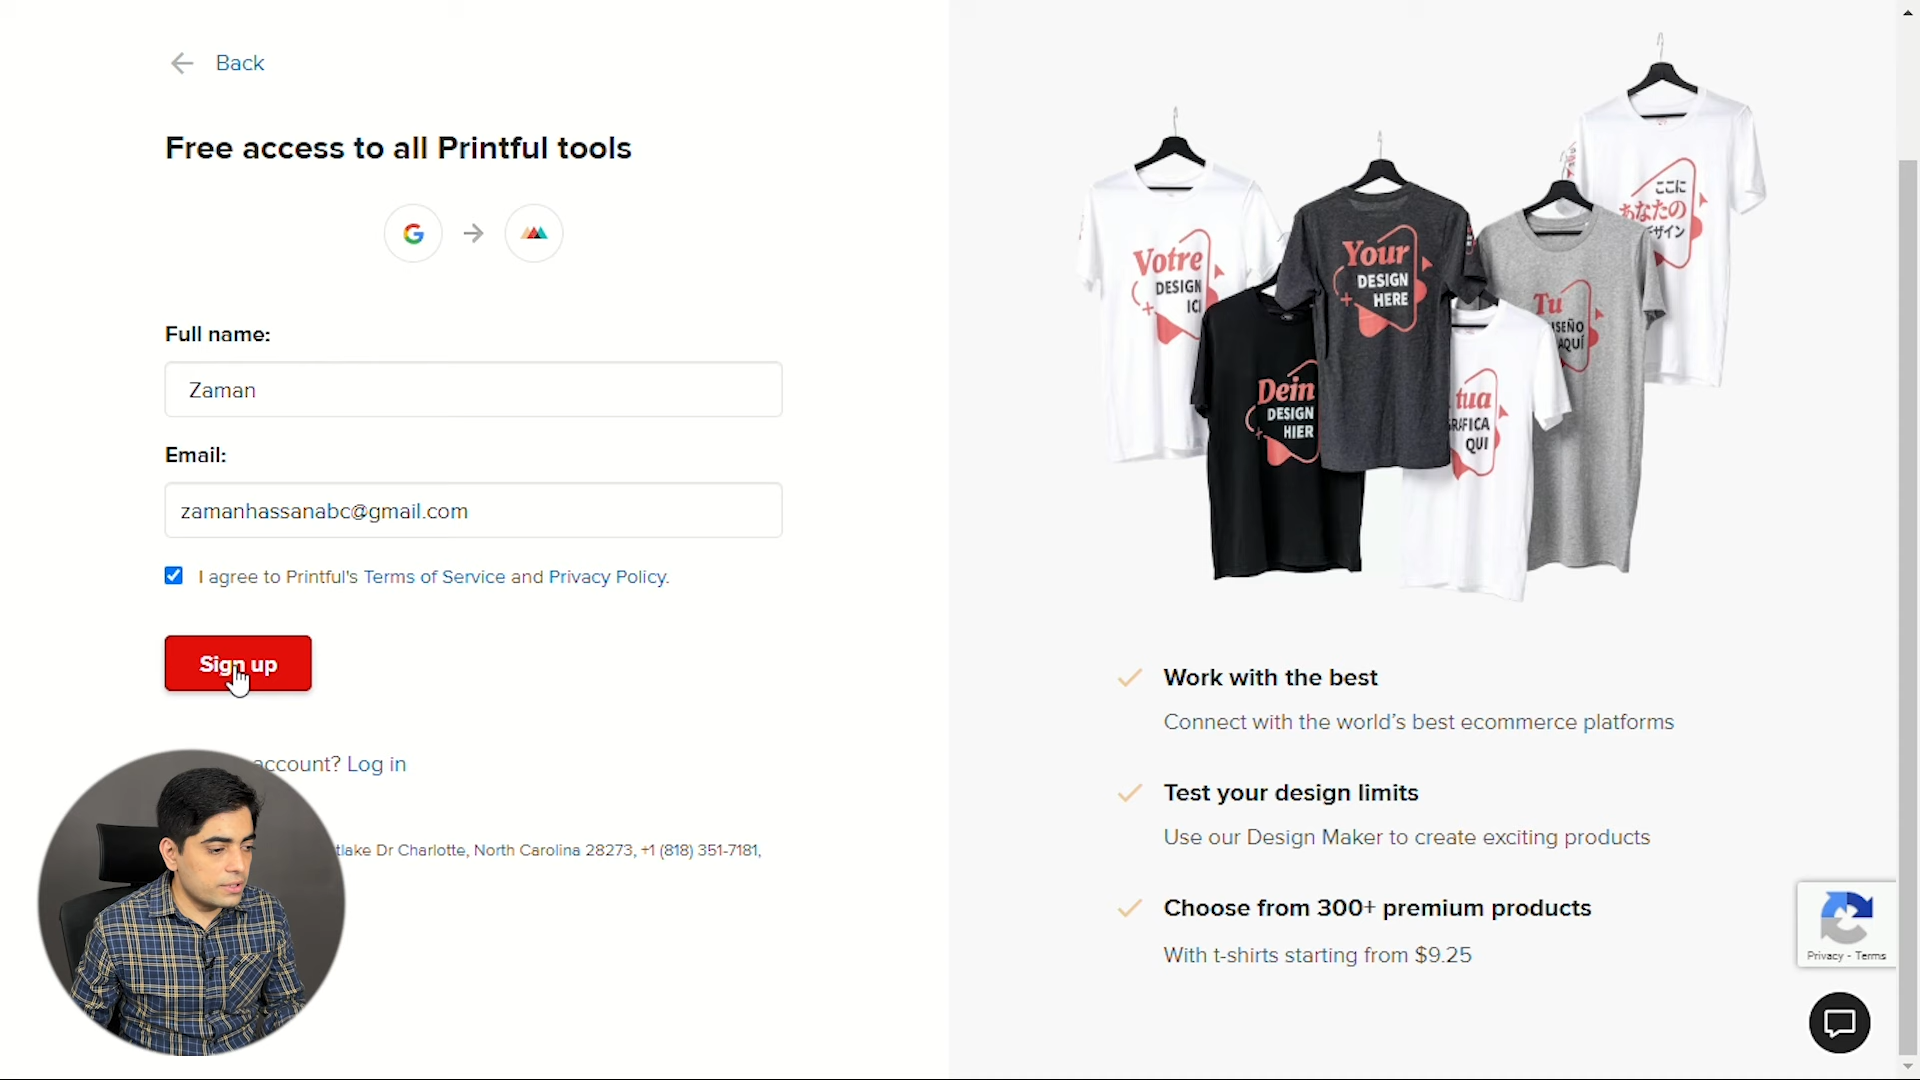 Back
Free access to all Printful tools
Full name:
Zaman
Email:
zamanhassanabc@gmail.com
I agree to Printful's Terms of Service and Privacy Policy.
Sign up
account? Log in
Dr Charlotte, North Carolina 28273, +1 (818) 351-7181,
Votre
DESIGN
ICI
Dein
DESIGN
HIER
Your
DESIGN
HERE
tua
QUI
Tu
AQUÍ
ここに
あなたの
Work with the best
Connect with the world's best ecommerce platforms
Test your design limits
Use our Design Maker to create exciting products
Choose from 300+ premium products
With t-shirts starting from $9.25
Privacy - Terms